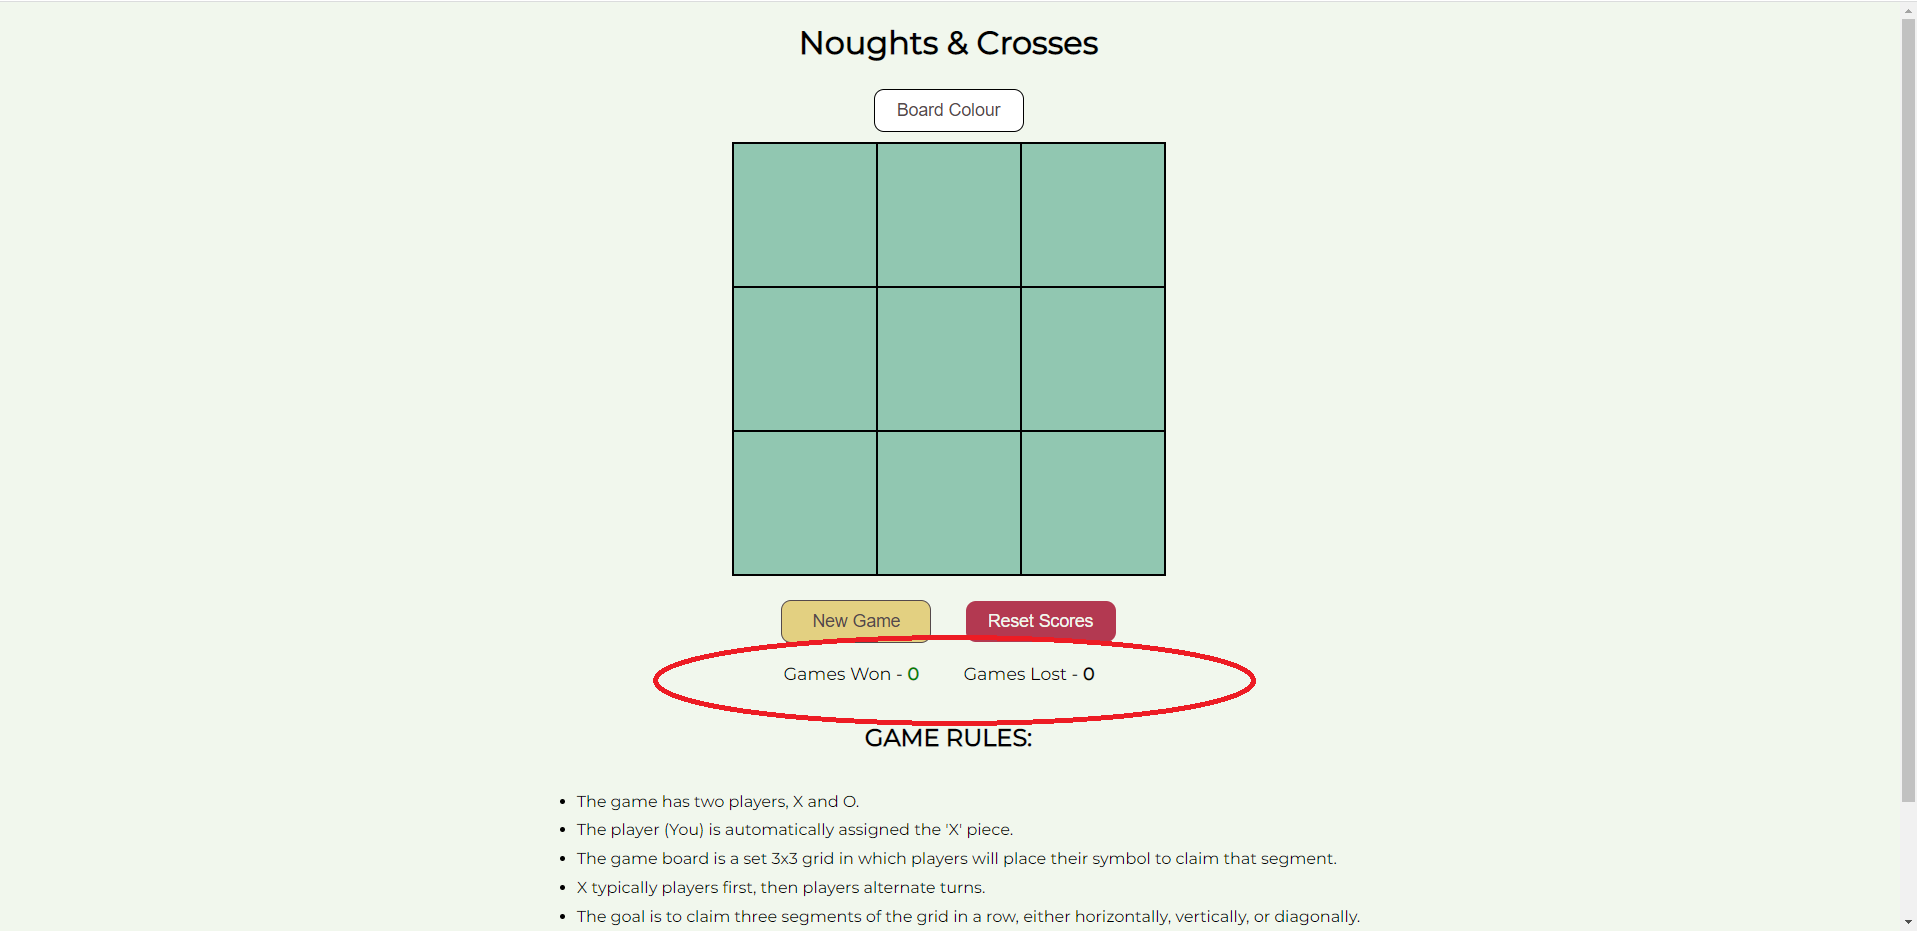 Noughts & Crosses
Board Colour
New Game Reset Scores
Games Won - 0 Games Lost - 0
GAME RULES:
• The game has two players, X and O.
• The player (You) is automatically assigned the 'X' piece.
• The game board is a set 3x3 grid in which players will place their symbol to claim that segment.
• X typically players first, then players alternate turns.
• The goal is to claim three segments of the grid in a row, either horizontally, vertically, or diagonally.